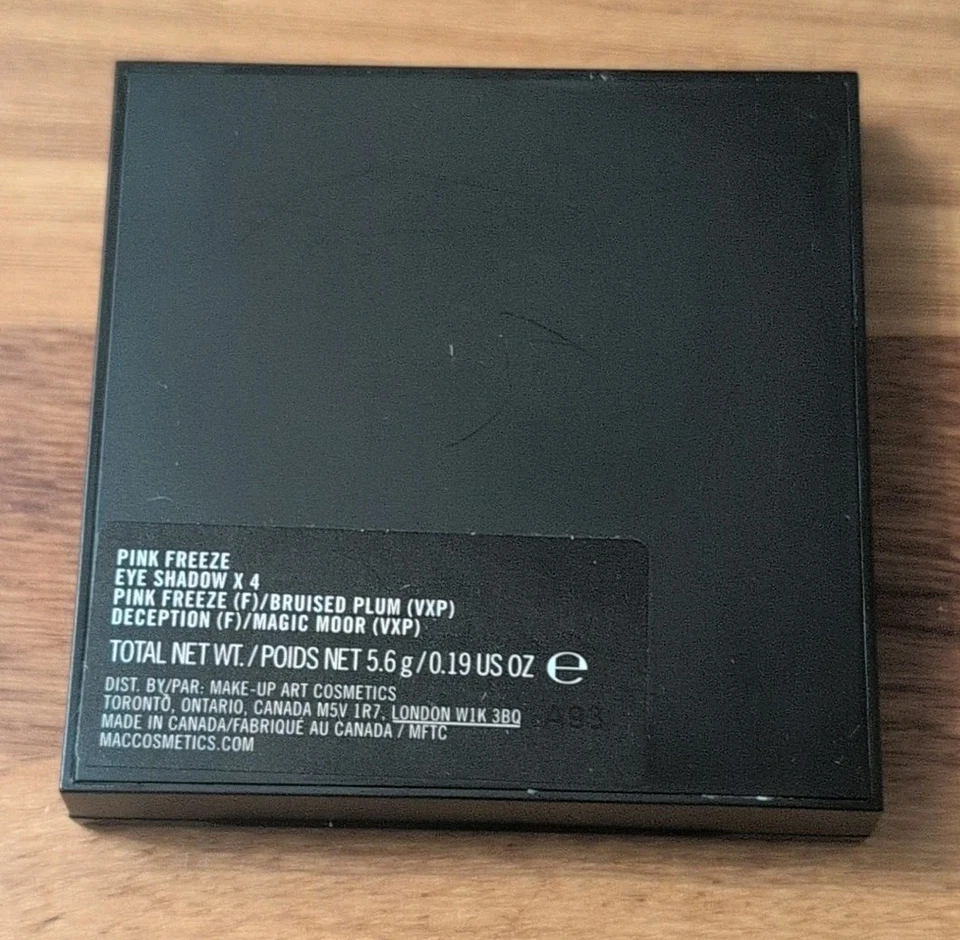 PINK FREEZE
EYE SHADOW X 4
PINK FREEZE (F)/BRUISED PLUM (VXP)
DECEPTION (F)/MAGIC MOOR (VXP)
TOTAL NET WT. / POIDS NET 5.6 g / 0.19 US OZ ℮
DIST. BY/PAR: MAKE-UP ART COSMETICS
TORONTO, ONTARIO, CANADA M5V 1R7, LONDON W1K 3BQ
MADE IN CANADA/FABRIQUÉ AU CANADA / MFTC
MACCOSMETICS.COM
A93